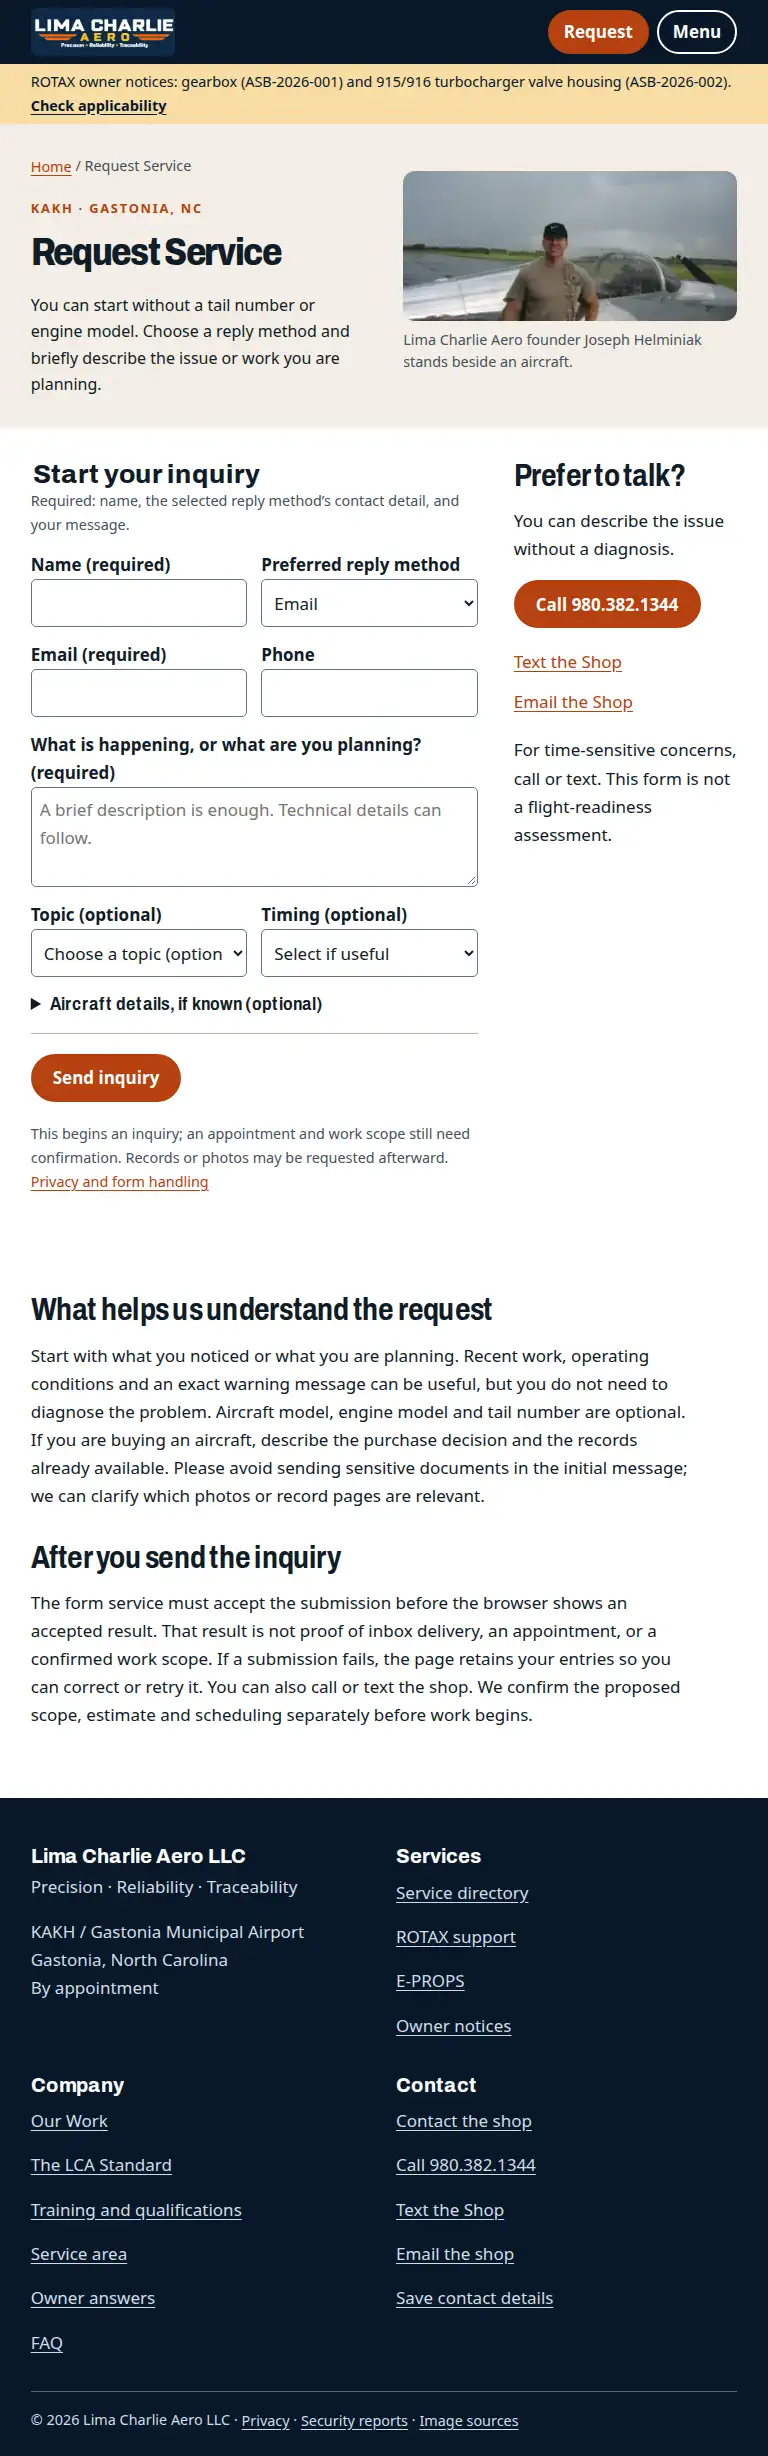 LIMA CHARLIE
AERO
Precision • Reliability • Traceability
Request
Menu
ROTAX owner notices: gearbox (ASB-2026-001) and 915/916 turbocharger valve housing (ASB-2026-002).
Check applicability
Home / Request Service
KAKH · GASTONIA, NC
Request Service
You can start without a tail number or
engine model. Choose a reply method and
briefly describe the issue or work you are
planning.
Lima Charlie Aero founder Joseph Helminiak
stands beside an aircraft.
Start your inquiry
Required: name, the selected reply method’s contact detail, and
your message.
Name (required)
Preferred reply method
Email
Email (required)
Phone
What is happening, or what are you planning?
(required)
A brief description is enough. Technical details can
follow.
Topic (optional)
Timing (optional)
Choose a topic (option
Select if useful
Aircraft details, if known (optional)
Send inquiry
This begins an inquiry; an appointment and work scope still need
confirmation. Records or photos may be requested afterward.
Privacy and form handling
Prefer to talk?
You can describe the issue
without a diagnosis.
Call 980.382.1344
Text the Shop
Email the Shop
For time-sensitive concerns,
call or text. This form is not
a flight-readiness
assessment.
What helps us understand the request
Start with what you noticed or what you are planning. Recent work, operating
conditions and an exact warning message can be useful, but you do not need to
diagnose the problem. Aircraft model, engine model and tail number are optional.
If you are buying an aircraft, describe the purchase decision and the records
already available. Please avoid sending sensitive documents in the initial message;
we can clarify which photos or record pages are relevant.
After you send the inquiry
The form service must accept the submission before the browser shows an
accepted result. That result is not proof of inbox delivery, an appointment, or a
confirmed work scope. If a submission fails, the page retains your entries so you
can correct or retry it. You can also call or text the shop. We confirm the proposed
scope, estimate and scheduling separately before work begins.
Lima Charlie Aero LLC
Precision · Reliability · Traceability
KAKH / Gastonia Municipal Airport
Gastonia, North Carolina
By appointment
Services
Service directory
ROTAX support
E-PROPS
Owner notices
Company
Our Work
The LCA Standard
Training and qualifications
Service area
Owner answers
FAQ
Contact
Contact the shop
Call 980.382.1344
Text the Shop
Email the shop
Save contact details
© 2026 Lima Charlie Aero LLC · Privacy · Security reports · Image sources